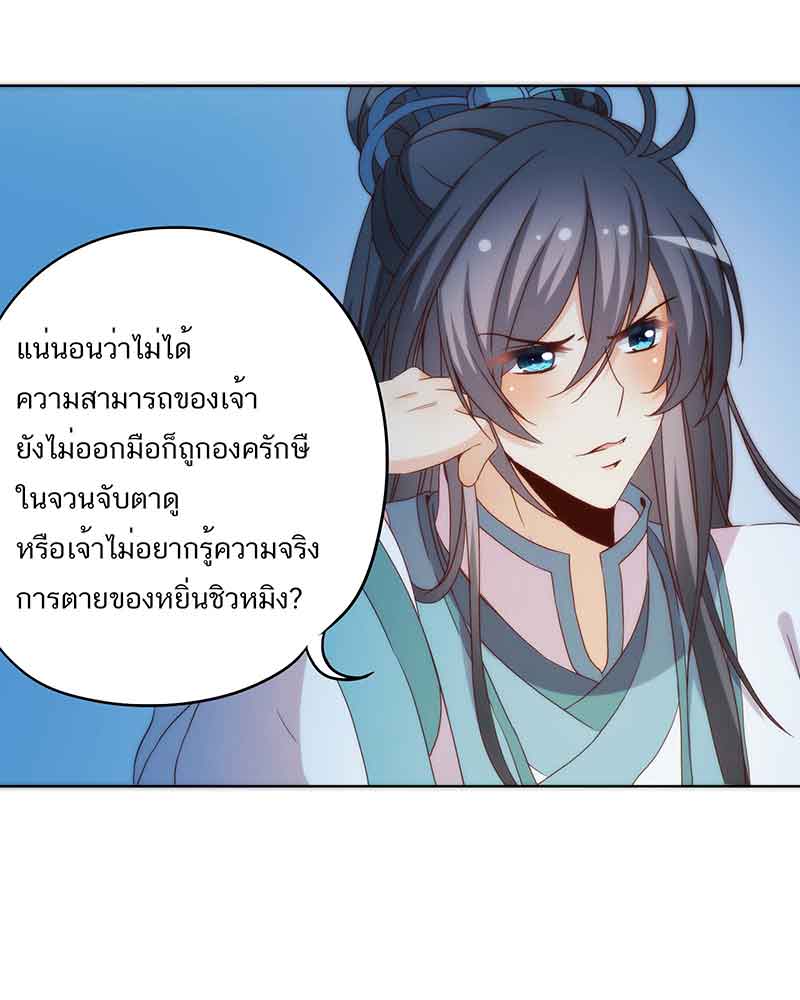 แน่นอนว่าไม่ได้
ความสามารถของเจ้า
ยังไม่ออกมือก็ถูกองครักษ์
ในจวนจับตาดู
หรือเจ้าไม่อยากรู้ความจริง
การตายของหยิ่นชิวหมิง?